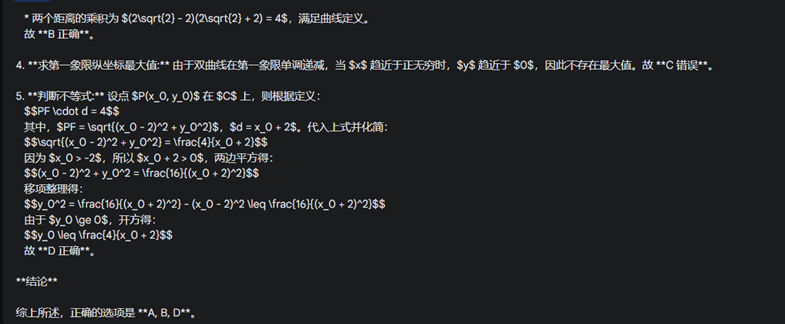 * 两个距离的乘积为 $(2\sqrt{2} - 2)(2\sqrt{2} + 2) = 4$，满足曲线定义。
故 **B 正确**。
4. **求第一象限纵坐标最大值:** 由于双曲线在第一象限单调递减，当 $x$ 趋近于正无穷时，$y$ 趋近于 $0$，因此不存在最大值。故 **C 错误**。
5. **判断不等式:** 设点 $P(x_0, y_0)$ 在 $C$ 上，则根据定义：
$$PF \cdot d = 4$$
其中，$PF = \sqrt{(x_0 - 2)^2 + y_0^2}$，$d = x_0 + 2$。代入上式并化简：
$$\sqrt{(x_0 - 2)^2 + y_0^2} = \frac{4}{x_0 + 2}$$
因为 $x_0 > -2$，所以 $x_0 + 2 > 0$，两边平方得：
$$(x_0 - 2)^2 + y_0^2 = \frac{16}{(x_0 + 2)^2}$$
移项整理得：
$$y_0^2 = \frac{16}{(x_0 + 2)^2} - (x_0 - 2)^2 \leq \frac{16}{(x_0 + 2)^2}$$
由于 $y_0 \ge 0$，开方得：
$$y_0 \leq \frac{4}{x_0 + 2}$$
故 **D 正确**。
**结论**
综上所述，正确的选项是 **A, B, D**。